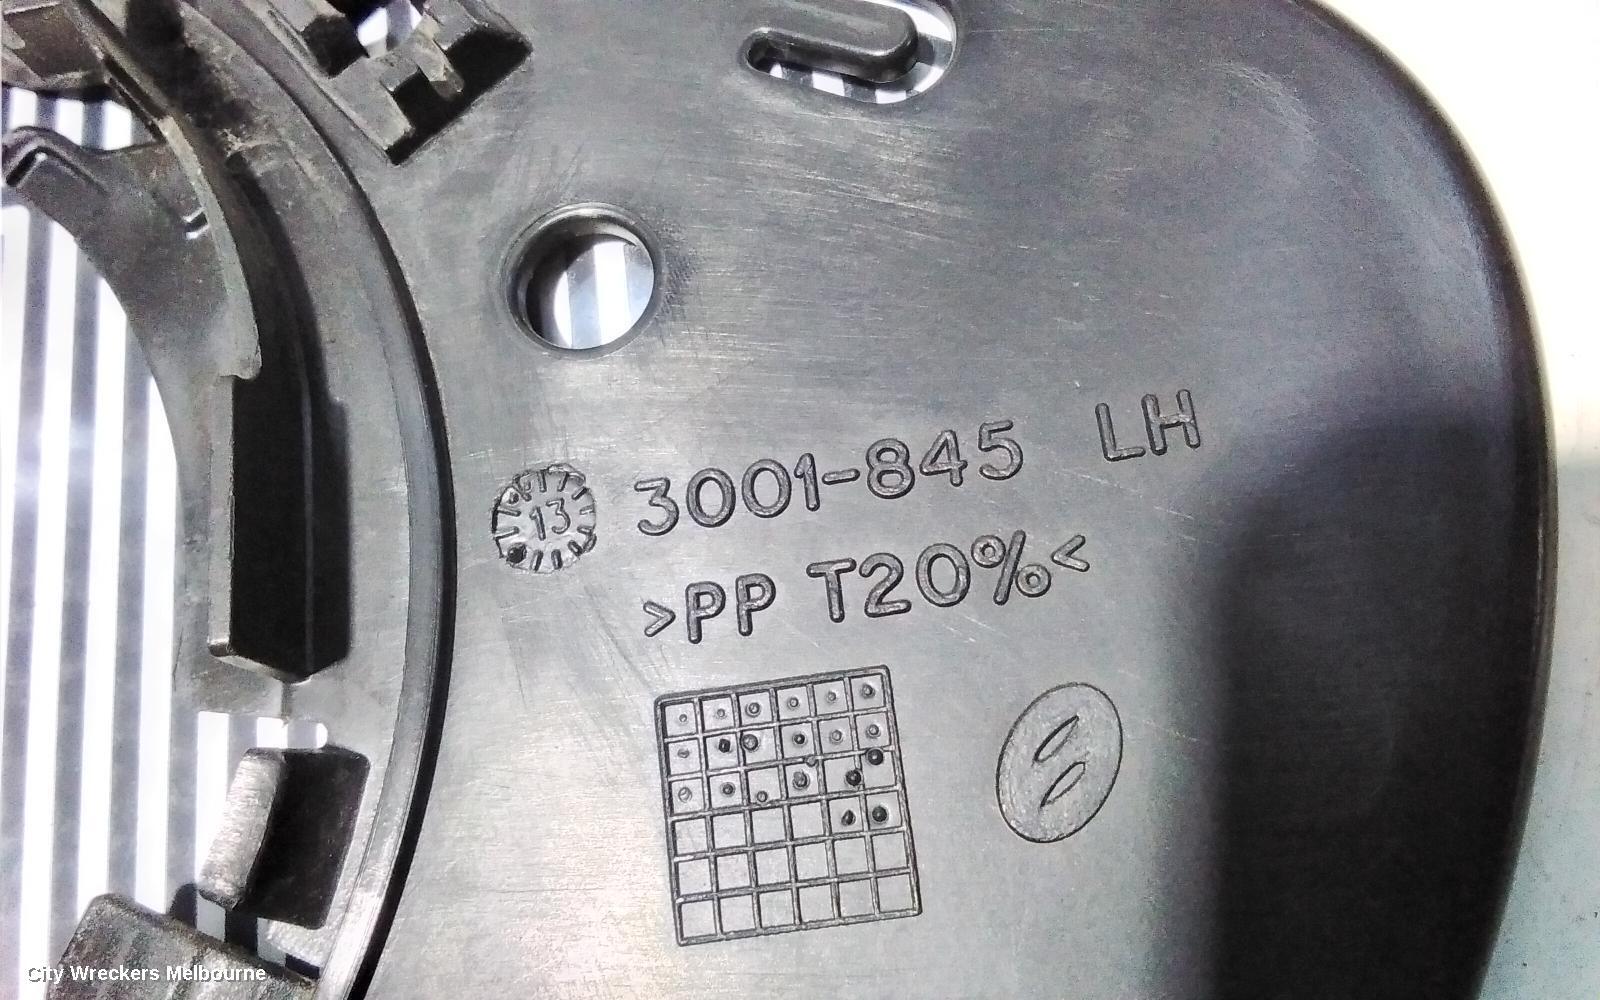 3001-845 LH
13
>PP T20%<
City Wreckers Melbourne